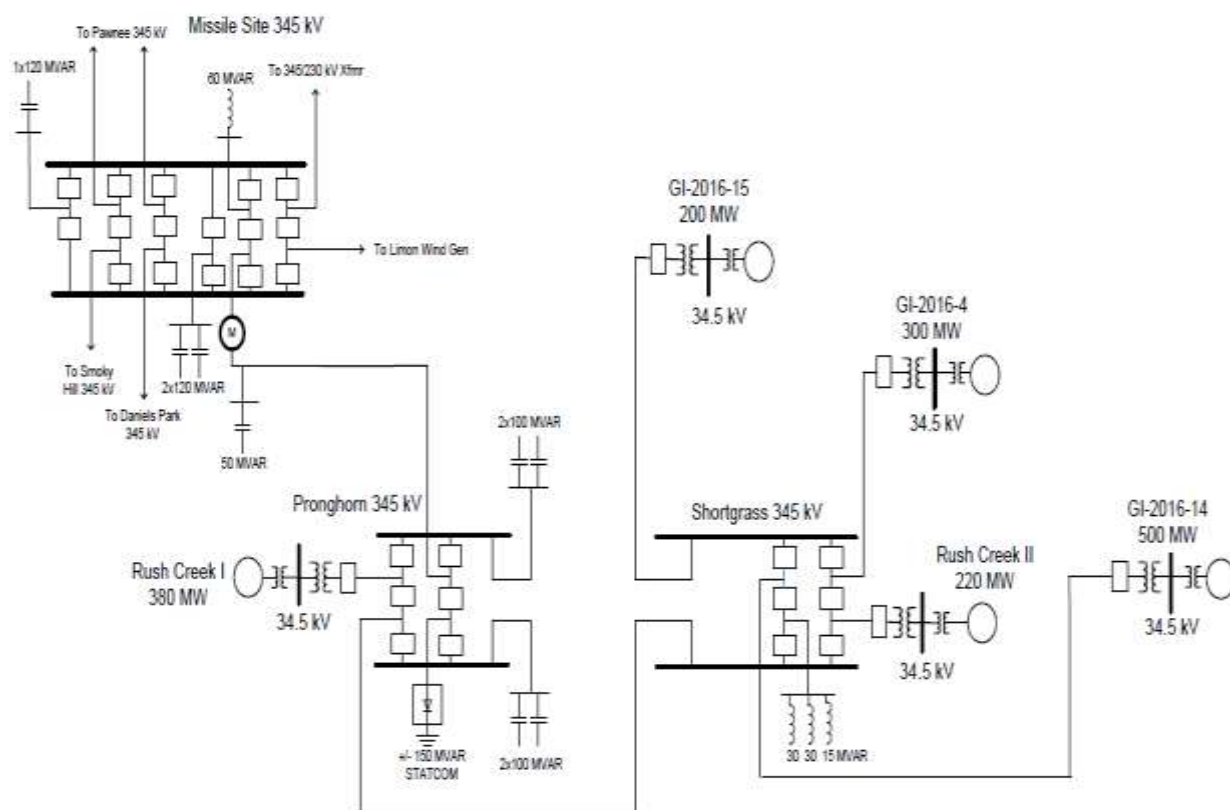 Missile Site 345 kV
To Pawnee 345 kV
1x120 MVAR
60 MVAR
To 345/230 kV Xfmr
To Limon Wind Gen
M
To Smoky
Hill 345 kV
2x120 MVAR
To Daniels Park
345 kV
50 MVAR
2x100 MVAR
Pronghorn 345 kV
Rush Creek I
380 MW
34.5 kV
+/- 150 MVAR
STATCOM
2x100 MVAR
GI-2016-15
200 MW
34.5 kV
GI-2016-4
300 MW
34.5 kV
Shortgrass 345 kV
Rush Creek II
220 MW
34.5 kV
30 30 15 MVAR
GI-2016-14
500 MW
34.5 kV